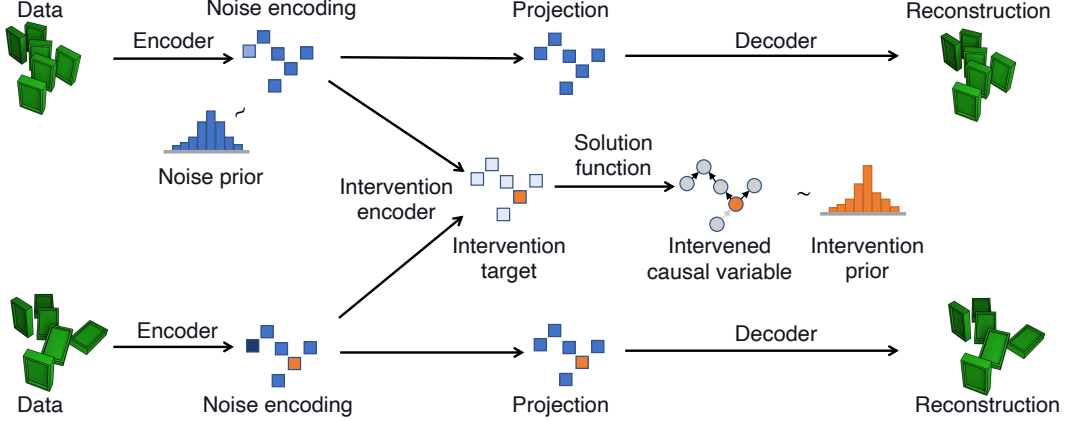 Data
Noise encoding
Projection
Reconstruction
Encoder
Decoder
~
Noise prior
Intervention
encoder
Solution
function
~
Intervention
target
Intervened
causal variable
Intervention
prior
Encoder
Decoder
Data
Noise encoding
Projection
Reconstruction